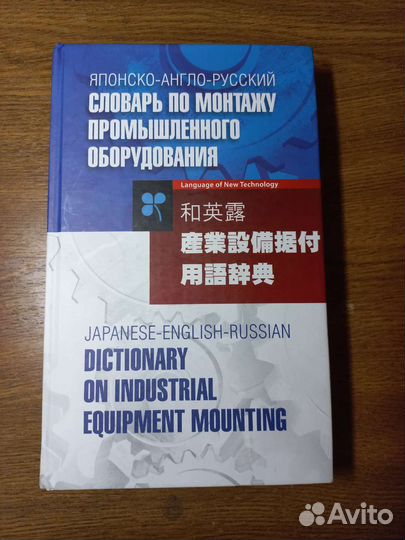 ЯПОНСКО-АНГЛО-РУССКИЙ
СЛОВАРЬ ПО МОНТАЖУ
ПРОМЫШЛЕННОГО
ОБОРУДОВАНИЯ
Language of New Technology
和英露
産業設備据付
用語辞典
JAPANESE-ENGLISH-RUSSIAN
DICTIONARY
ON INDUSTRIAL
EQUIPMENT MOUNTING
Avito